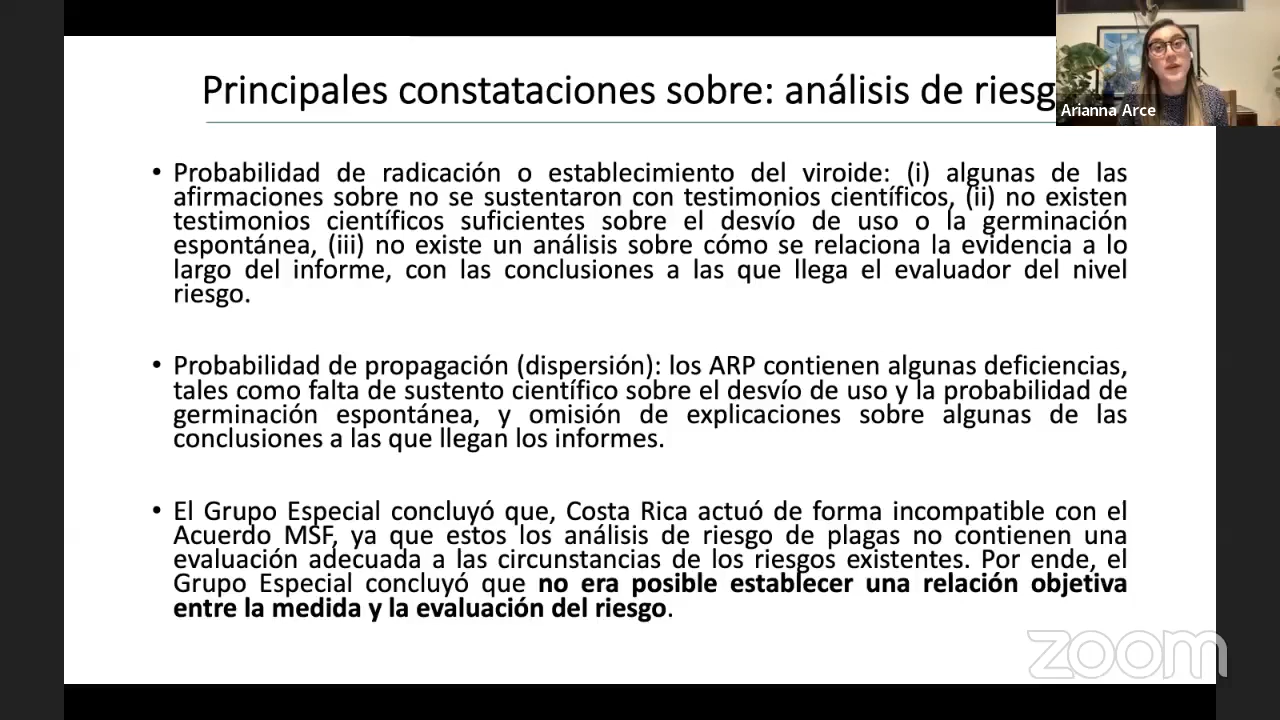 Principales constataciones sobre: análisis de riesg
Arianna Arce
• Probabilidad de radicación o establecimiento del viroide: (i) algunas de las
afirmaciones sobre no se sustentaron con testimonios científicos, (ii) no existen
testimonios científicos suficientes sobre el desvío de uso o la germinación
espontánea, (iii) no existe un análisis sobre cómo se relaciona la evidencia a lo
largo del informe, con las conclusiones a las que llega el evaluador del nivel
riesgo.
• Probabilidad de propagación (dispersión): los ARP contienen algunas deficiencias,
tales como falta de sustento científico sobre el desvío de uso y la probabilidad de
germinación espontánea, y omisión de explicaciones sobre algunas de las
conclusiones a las que llegan los informes.
• El Grupo Especial concluyó que, Costa Rica actuó de forma incompatible con el
Acuerdo MSF, ya que estos los análisis de riesgo de plagas no contienen una
evaluación adecuada a las circunstancias de los riesgos existentes. Por ende, el
Grupo Especial concluyó que no era posible establecer una relación objetiva
entre la medida y la evaluación del riesgo.
zoom